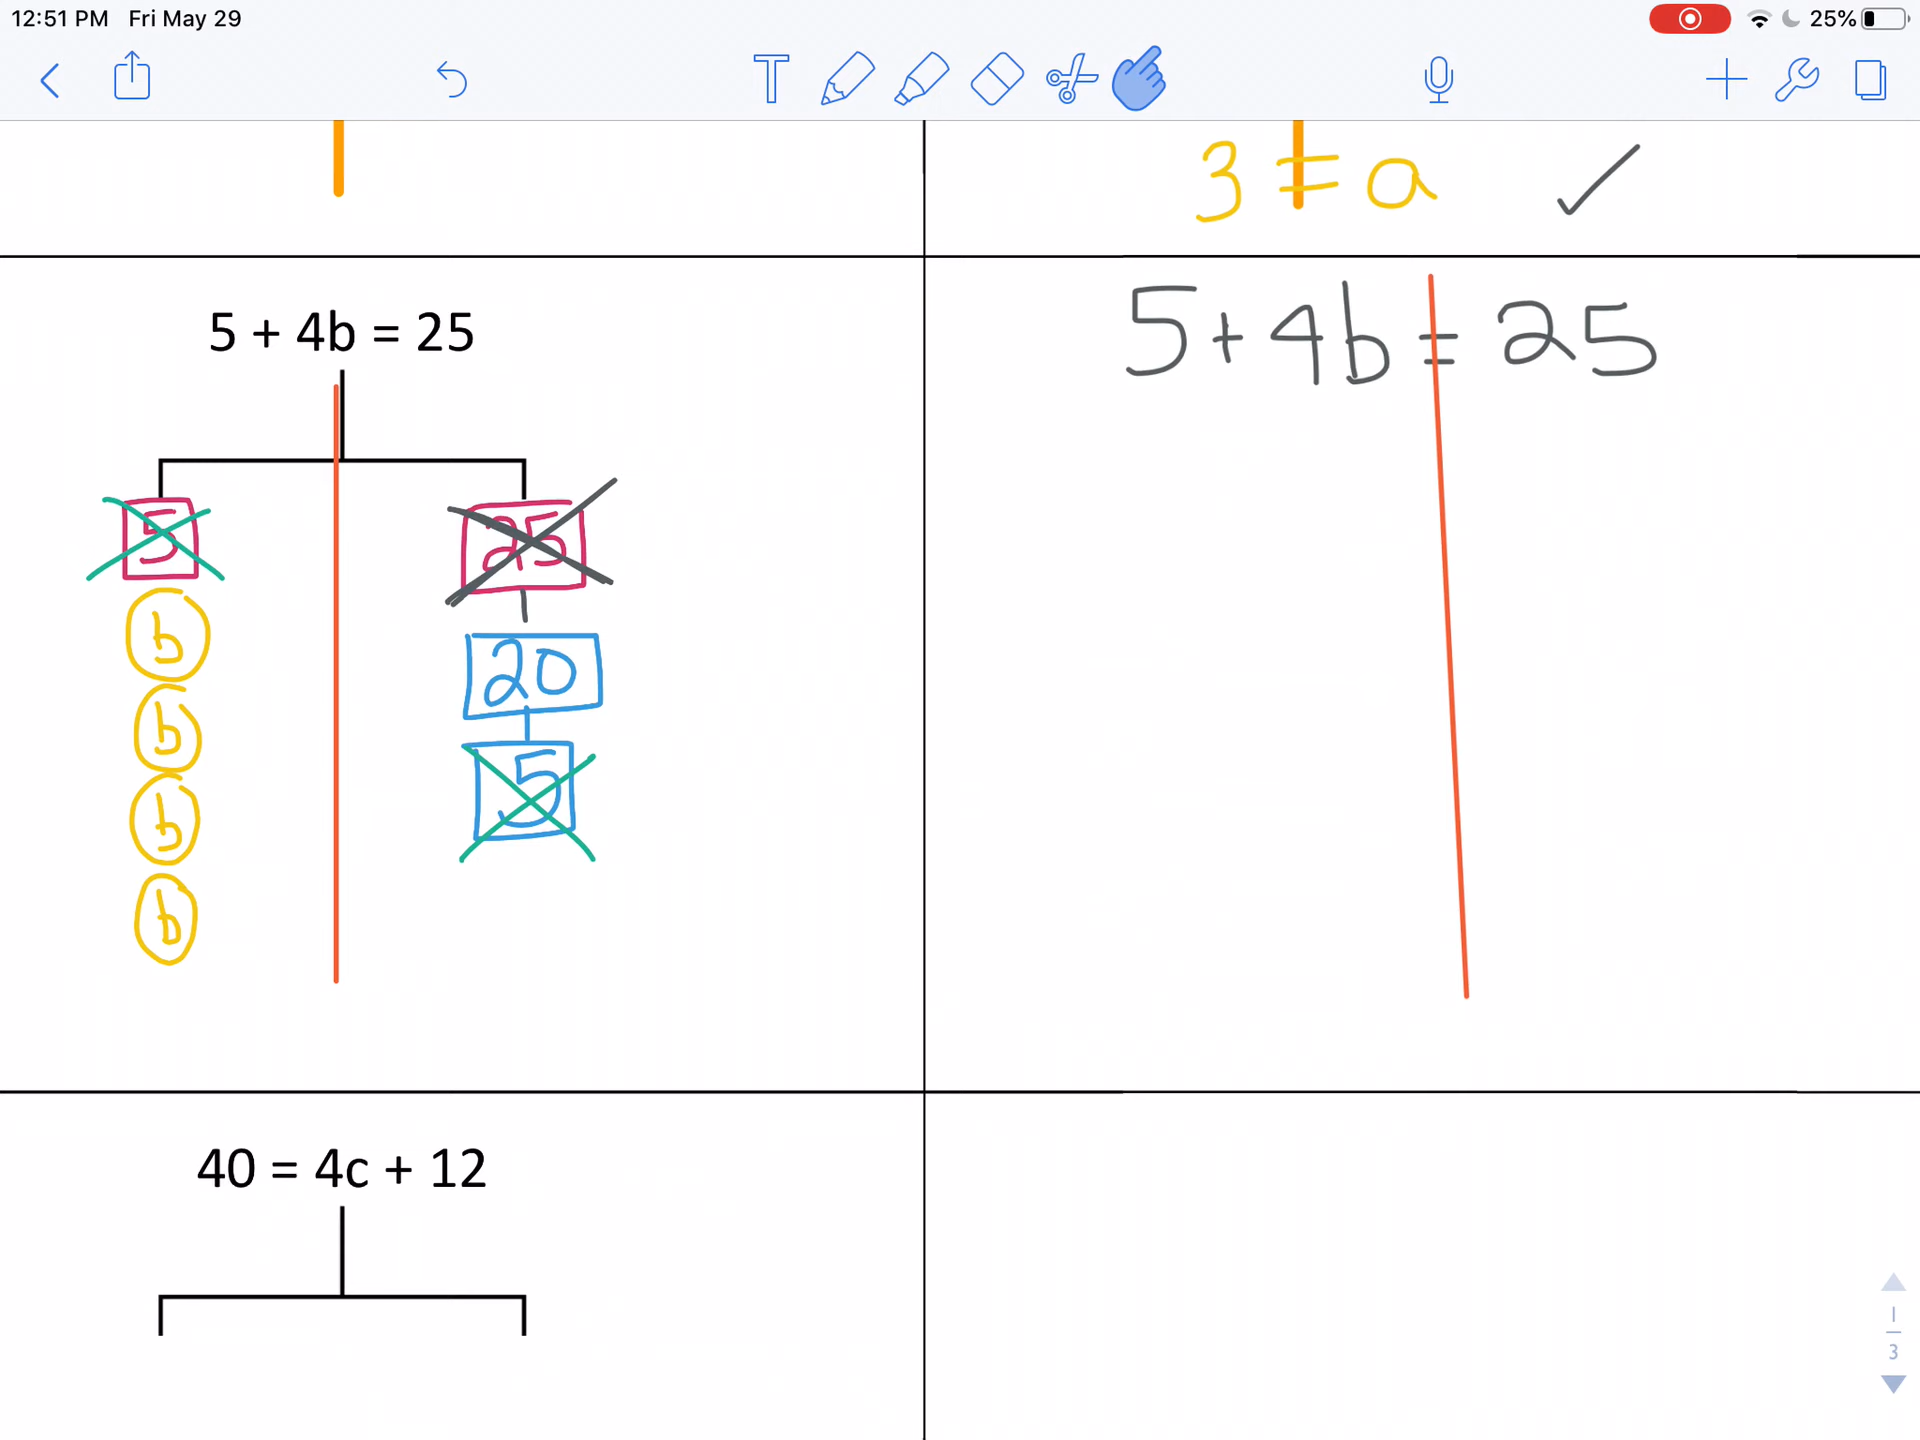 12:51 PM Fri May 29 25%
T
3 = a ✓
5 + 4b = 25
5+4b = 25
5 25
b
20
b
5
b
b
40 = 4c + 12
1
3